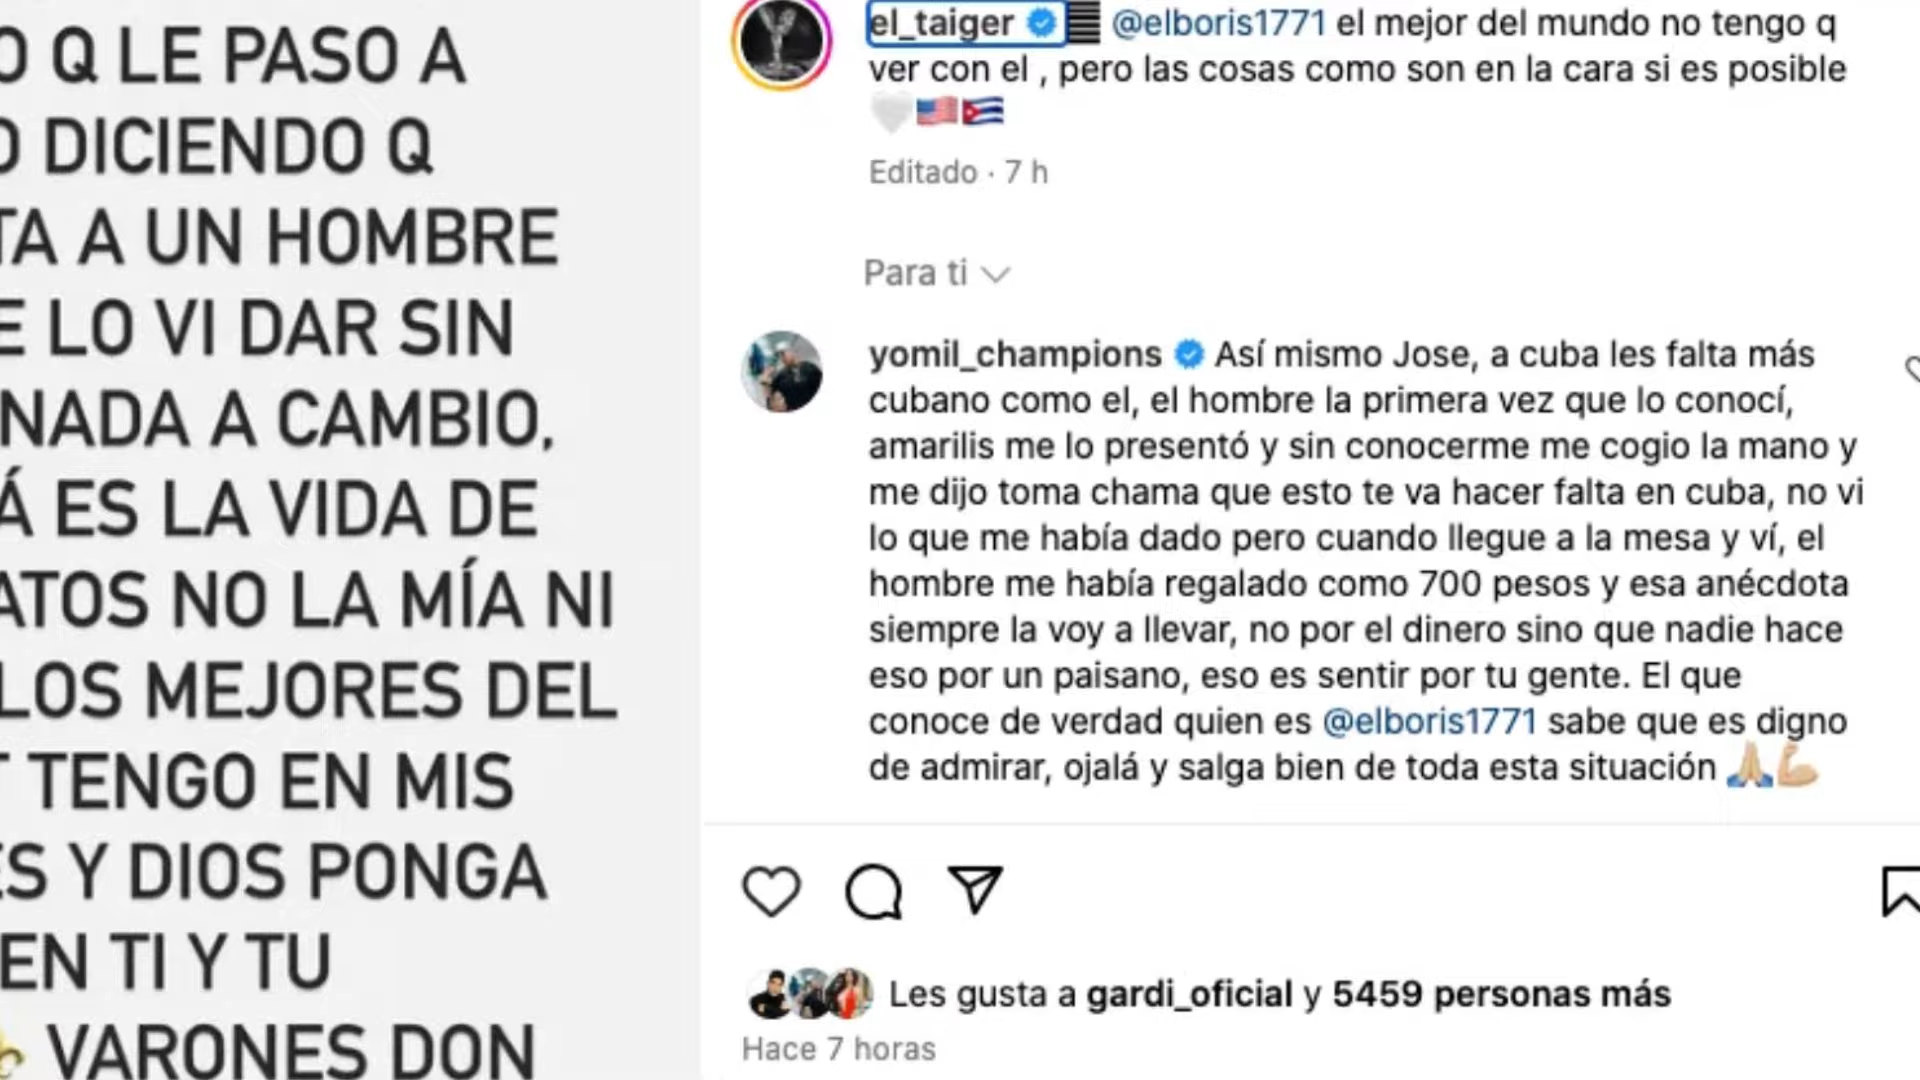 O Q LE PASO A
O DICIENDO Q
TA A UN HOMBRE
E LO VI DAR SIN
NADA A CAMBIO,
Á ES LA VIDA DE
ATOS NO LA MÍA NI
LOS MEJORES DEL
T TENGO EN MIS
ES Y DIOS PONGA
EN TI Y TU
VARONES DON
el_taiger @elboris1771 el mejor del mundo no tengo q
ver con el , pero las cosas como son en la cara si es posible
🤍🇺🇸🇨🇺
Editado · 7 h
Para ti
yomil_champions Así mismo Jose, a cuba les falta más
cubano como el, el hombre la primera vez que lo conocí,
amarilis me lo presentó y sin conocerme me cogio la mano y
me dijo toma chama que esto te va hacer falta en cuba, no vi
lo que me había dado pero cuando llegue a la mesa y ví, el
hombre me había regalado como 700 pesos y esa anécdota
siempre la voy a llevar, no por el dinero sino que nadie hace
eso por un paisano, eso es sentir por tu gente. El que
conoce de verdad quien es @elboris1771 sabe que es digno
de admirar, ojalá y salga bien de toda esta situación 🙏🏼💪🏼
Les gusta a gardi_oficial y 5459 personas más
Hace 7 horas